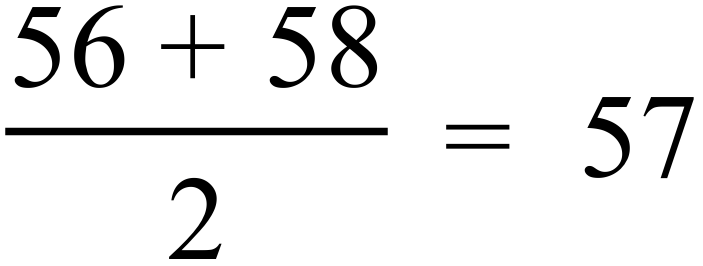 56 + 58
2
= 57